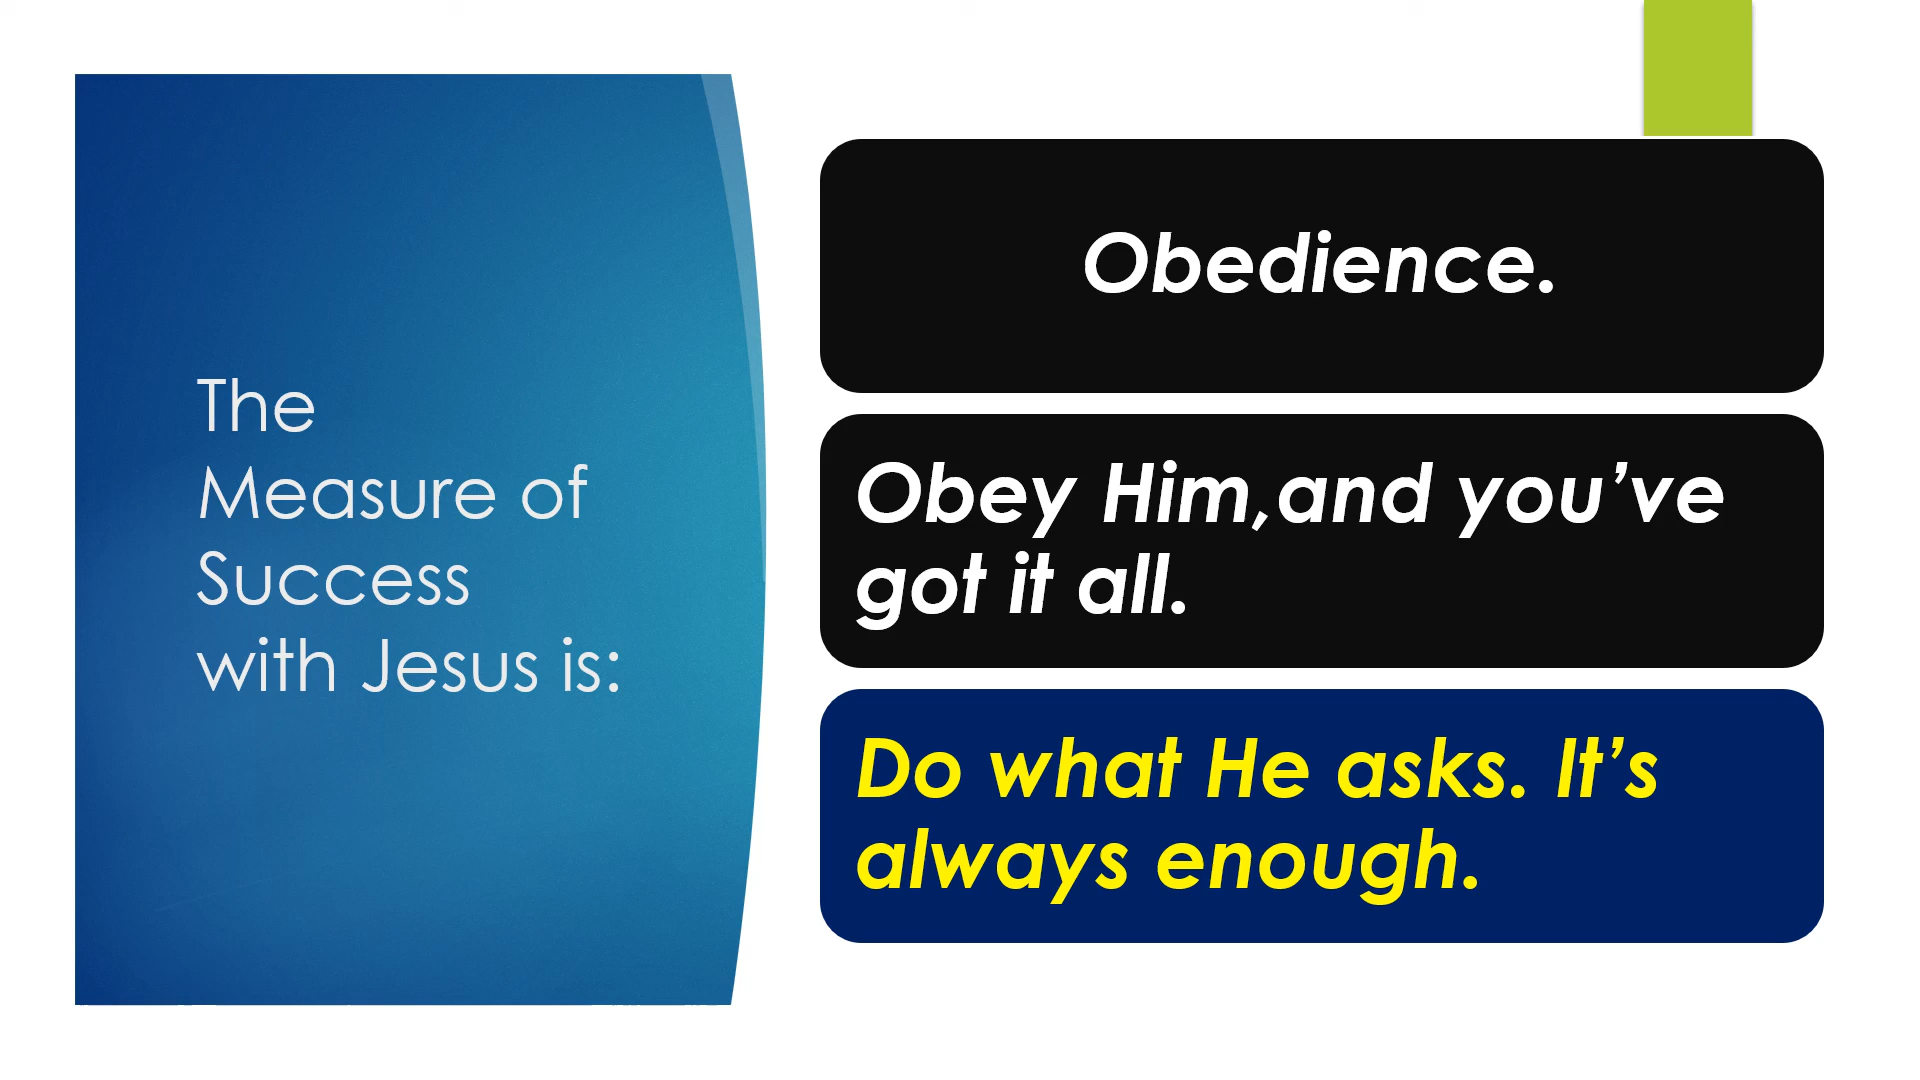 The
Measure of
Success
with Jesus is:
Obedience.
Obey Him,and you’ve
got it all.
Do what He asks. It’s
always enough.